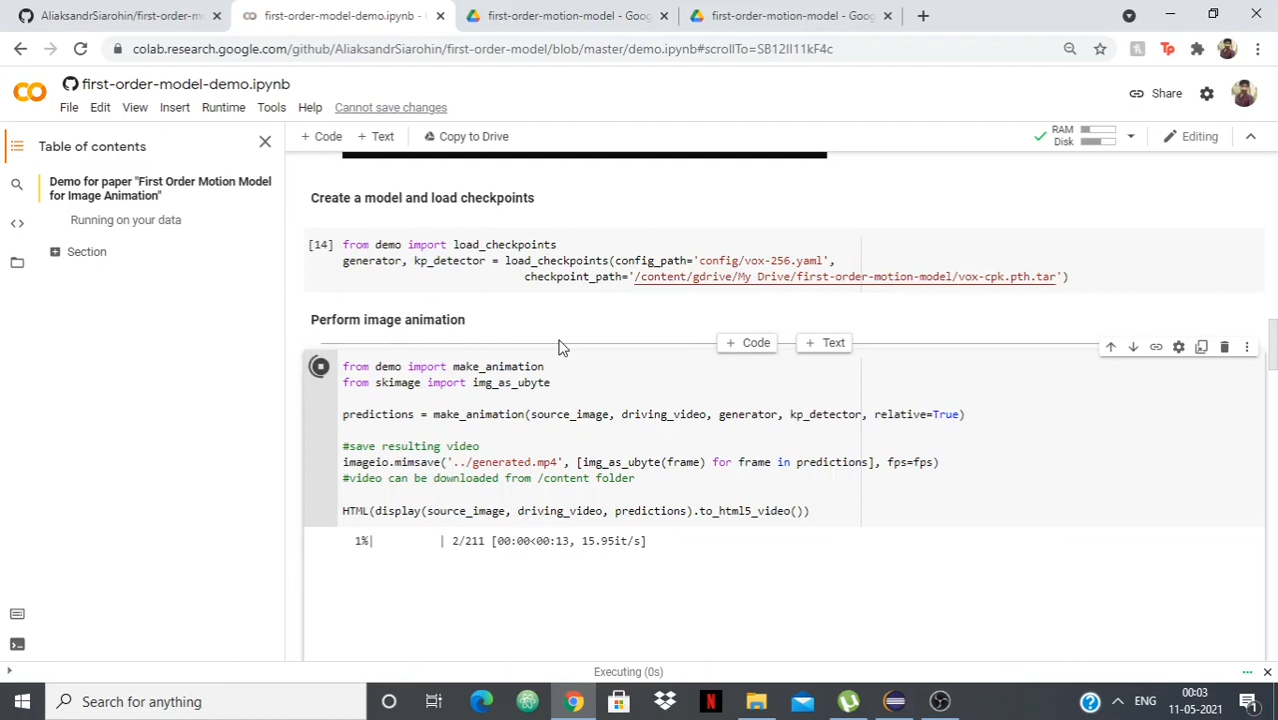 AliaksandrSiarohin/first-order-m
first-order-model-demo.ipynb -
first-order-motion-model - Goog
first-order-motion-model - Goog
colab.research.google.com/github/AliaksandrSiarohin/first-order-model/blob/master/demo.ipynb#scrollTo=SB12II11kF4c
first-order-model-demo.ipynb
Share
File Edit View Insert Runtime Tools Help Cannot save changes
Table of contents
+ Code + Text Copy to Drive
RAM
Disk
Editing
Demo for paper "First Order Motion Model
for Image Animation"
Running on your data
Section
Create a model and load checkpoints
[14] from demo import load_checkpoints
generator, kp_detector = load_checkpoints(config_path='config/vox-256.yaml',
checkpoint_path='/content/gdrive/My Drive/first-order-motion-model/vox-cpk.pth.tar')
Perform image animation
+ Code + Text
from demo import make_animation
from skimage import img_as_ubyte
predictions = make_animation(source_image, driving_video, generator, kp_detector, relative=True)
#save resulting video
imageio.mimsave('../generated.mp4', [img_as_ubyte(frame) for frame in predictions], fps=fps)
#video can be downloaded from /content folder
HTML(display(source_image, driving_video, predictions).to_html5_video())
1%| | 2/211 [00:00<00:13, 15.95it/s]
Executing (0s)
Search for anything
ENG
00:03
11-05-2021